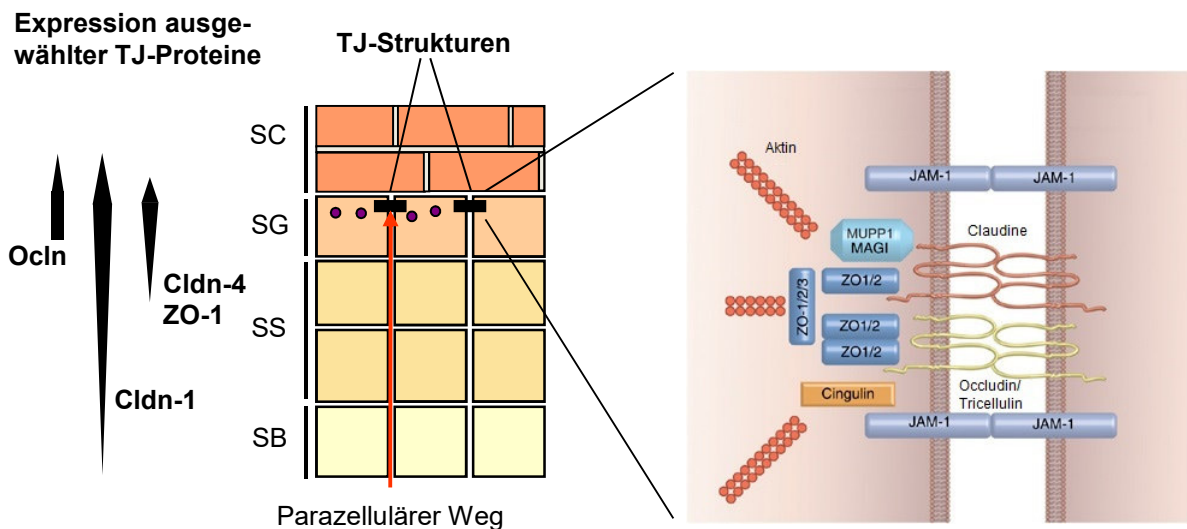 Expression ausge-
wählter TJ-Proteine
TJ-Strukturen
SC
SG
SS
SB
Ocln
Cldn-4
ZO-1
Cldn-1
Parazellulärer Weg
Aktin
JAM-1
JAM-1
MUPP1
MAGI
Claudine
ZO-1/2/3
ZO1/2
ZO1/2
ZO1/2
Cingulin
Occludin/
Tricellulin
JAM-1
JAM-1